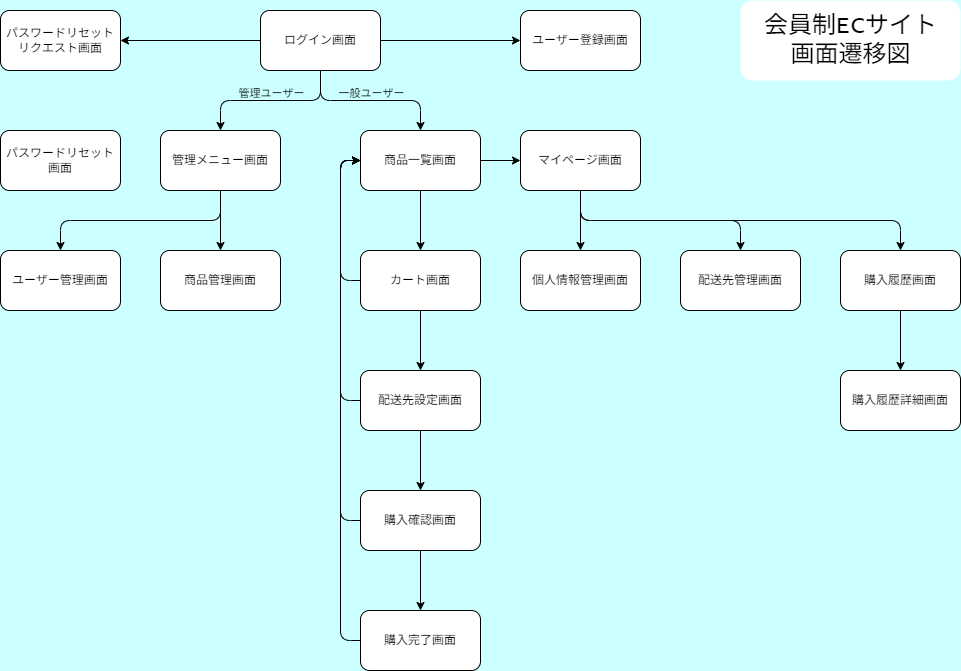 会員制ECサイト
画面遷移図
パスワードリセット
リクエスト画面
ログイン画面
ユーザー登録画面
管理ユーザー
一般ユーザー
パスワードリセット
画面
管理メニュー画面
商品一覧画面
マイページ画面
ユーザー管理画面
商品管理画面
カート画面
個人情報管理画面
配送先管理画面
購入履歴画面
配送先設定画面
購入履歴詳細画面
購入確認画面
購入完了画面